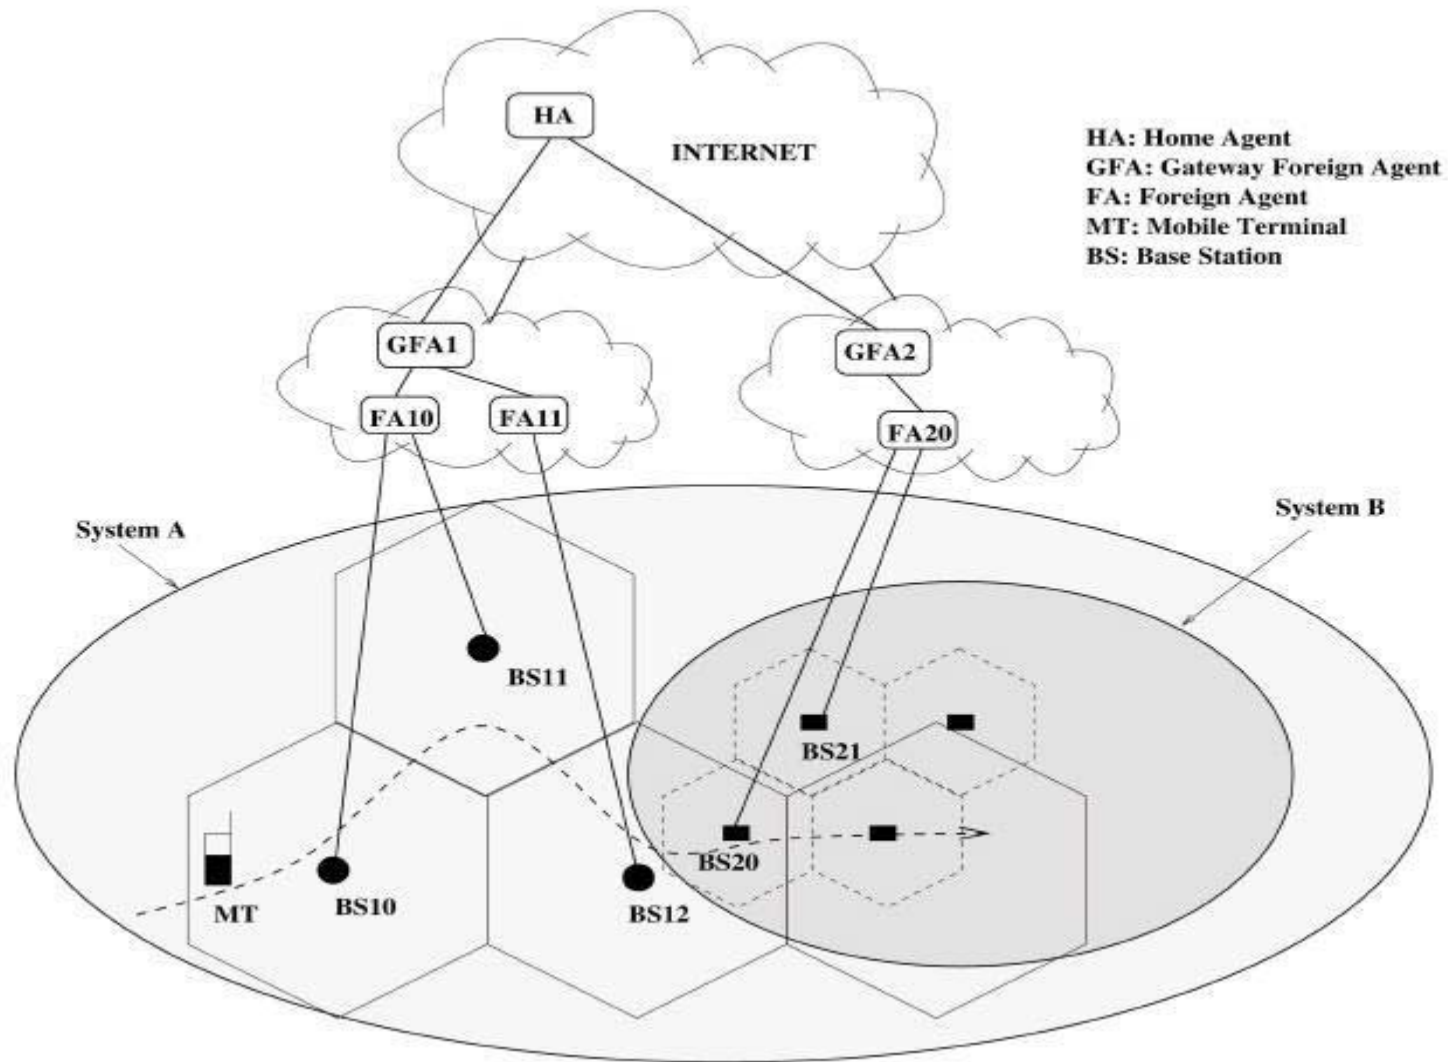 HA
INTERNET
HA: Home Agent
GFA: Gateway Foreign Agent
FA: Foreign Agent
MT: Mobile Terminal
BS: Base Station
GFA1
GFA2
FA10
FA11
FA20
System A
System B
BS11
BS21
MT
BS10
BS12
BS20